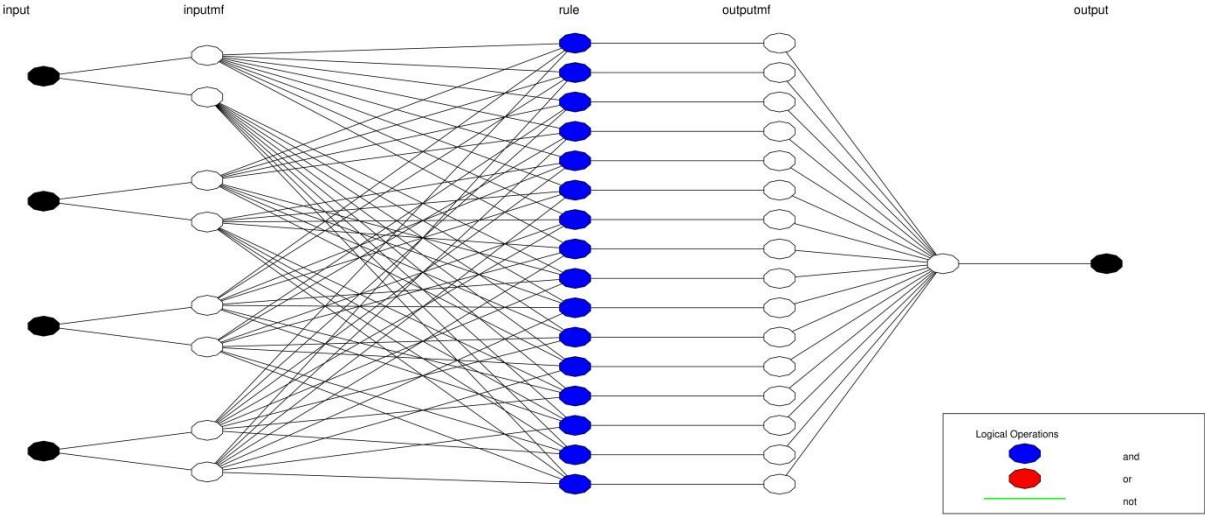 input
inputmf
rule
outputmf
output
Logical Operations
and
or
not